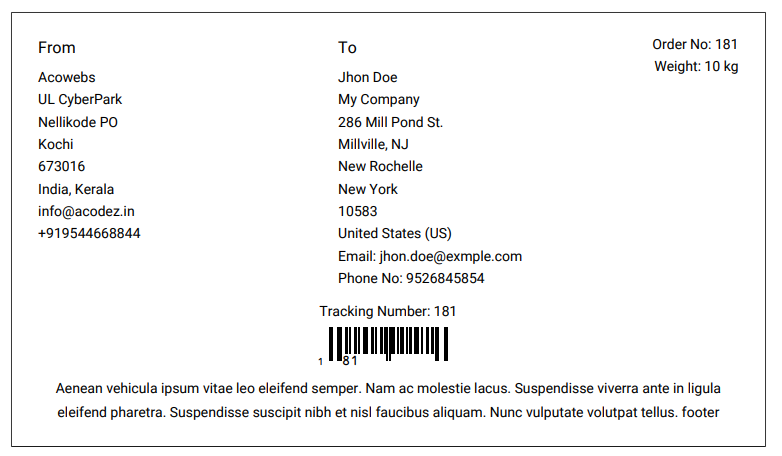 From
Acowebs
UL CyberPark
Nellikode PO
Kochi
673016
India, Kerala
info@acodez.in
+919544668844
To
Jhon Doe
My Company
286 Mill Pond St.
Millville, NJ
New Rochelle
New York
10583
United States (US)
Email: jhon.doe@exmple.com
Phone No: 9526845854
Order No: 181
Weight: 10 kg
Tracking Number: 181
1 81
Aenean vehicula ipsum vitae leo eleifend semper. Nam ac molestie lacus. Suspendisse viverra ante in ligula
eleifend pharetra. Suspendisse suscipit nibh et nisl faucibus aliquam. Nunc vulputate volutpat tellus. footer